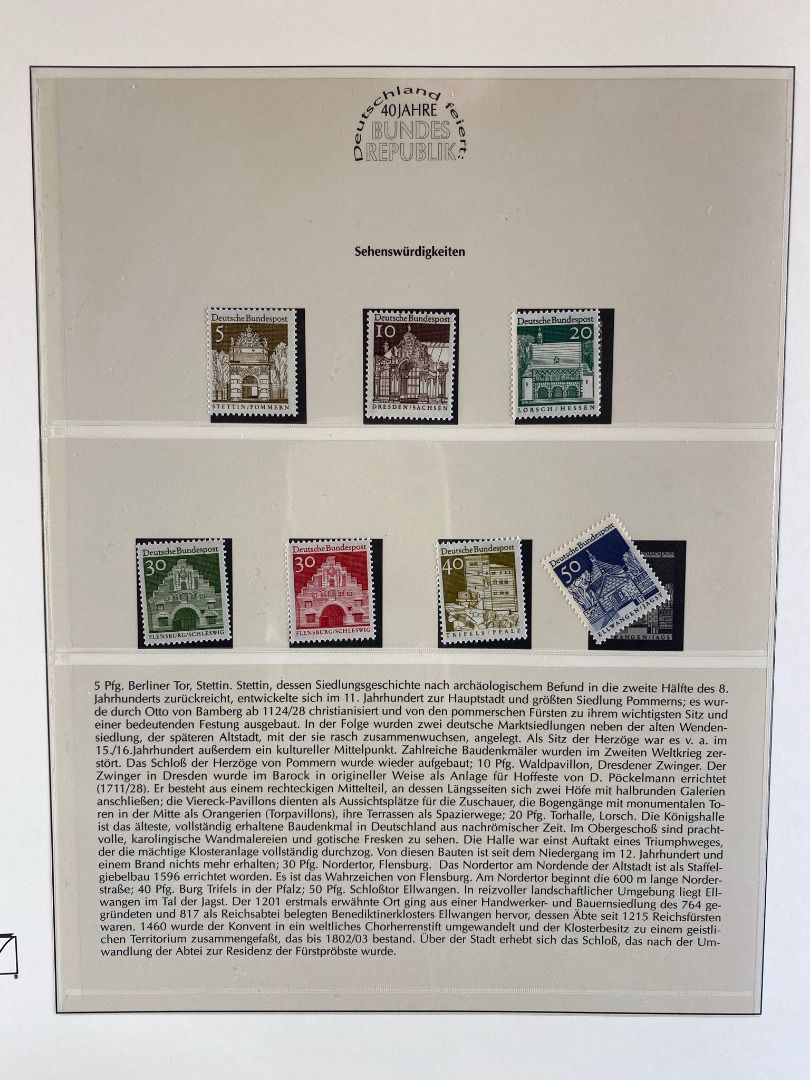 Deutschland feiert:
40 JAHRE
BUNDES
REPUBLIK
Sehenswürdigkeiten
Deutsche Bundespost
5
STETTIN/POMMERN
Deutsche Bundespost
10
DRESDEN/SACHSEN
Deutsche Bundespost
20
LORSCH/HESSEN
Deutsche Bundespost
30
FLENSBURG/SCHLESWIG
Deutsche Bundespost
30
FLENSBURG/SCHLESWIG
Deutsche Bundespost
40
TRIFELS/PFALZ
Deutsche Bundespost
50
ELLWANGEN/JAGST
5 Pfg. Berliner Tor, Stettin. Stettin, dessen Siedlungsgeschichte nach archäologischem Befund in die zweite Hälfte des 8.
Jahrhunderts zurückreicht, entwickelte sich im 11. Jahrhundert zur Hauptstadt und größten Siedlung Pommerns; es wur-
de durch Otto von Bamberg ab 1124/28 christianisiert und von den pommerschen Fürsten zu ihrem wichtigsten Sitz und
einer bedeutenden Festung ausgebaut. In der Folge wurden zwei deutsche Marktsiedlungen neben der alten Wenden-
siedlung, der späteren Altstadt, mit der sie rasch zusammenwuchsen, angelegt. Als Sitz der Herzöge war es v. a. im
15./16.Jahrhundert außerdem ein kultureller Mittelpunkt. Zahlreiche Baudenkmäler wurden im Zweiten Weltkrieg zer-
stört. Das Schloß der Herzöge von Pommern wurde wieder aufgebaut; 10 Pfg. Waldpavillon, Dresdener Zwinger. Der
Zwinger in Dresden wurde im Barock in origineller Weise als Anlage für Hoffeste von D. Pöckelmann errichtet
(1711/28). Er besteht aus einem rechteckigen Mittelteil, an dessen Längsseiten sich zwei Höfe mit halbrunden Galerien
anschließen; die Viereck-Pavillons dienten als Aussichtsplätze für die Zuschauer, die Bogengänge mit monumentalen To-
ren in der Mitte als Orangerien (Torpavillons), ihre Terrassen als Spazierwege; 20 Pfg. Torhalle, Lorsch. Die Königshalle
ist das älteste, vollständig erhaltene Baudenkmal in Deutschland aus nachrömischer Zeit. Im Obergeschoß sind pracht-
volle, karolingische Wandmalereien und gotische Fresken zu sehen. Die Halle war einst Auftakt eines Triumphweges,
der die mächtige Klosteranlage vollständig durchzog. Von diesen Bauten ist seit dem Niedergang im 12. Jahrhundert und
einem Brand nichts mehr erhalten; 30 Pfg. Nordertor, Flensburg. Das Nordertor am Nordende der Altstadt ist als Staffel-
giebelbau 1596 errichtet worden. Es ist das Wahrzeichen von Flensburg. Am Nordertor beginnt die 600 m lange Norder-
straße; 40 Pfg. Burg Trifels in der Pfalz; 50 Pfg. Schloßtor Ellwangen. In reizvoller landschaftlicher Umgebung liegt Ell-
wangen im Tal der Jagst. Der 1201 erstmals erwähnte Ort ging aus einer Handwerker- und Bauernsiedlung des 764 ge-
gründeten und 817 als Reichsabtei belegten Benediktinerklosters Ellwangen hervor, dessen Äbte seit 1215 Reichsfürsten
waren. 1460 wurde der Konvent in ein weltliches Chorherrenstift umgewandelt und der Klosterbesitz zu einem geistli-
chen Territorium zusammengefaßt, das bis 1802/03 bestand. Über der Stadt erhebt sich das Schloß, das nach der Um-
wandlung der Abtei zur Residenz der Fürstpröbste wurde.